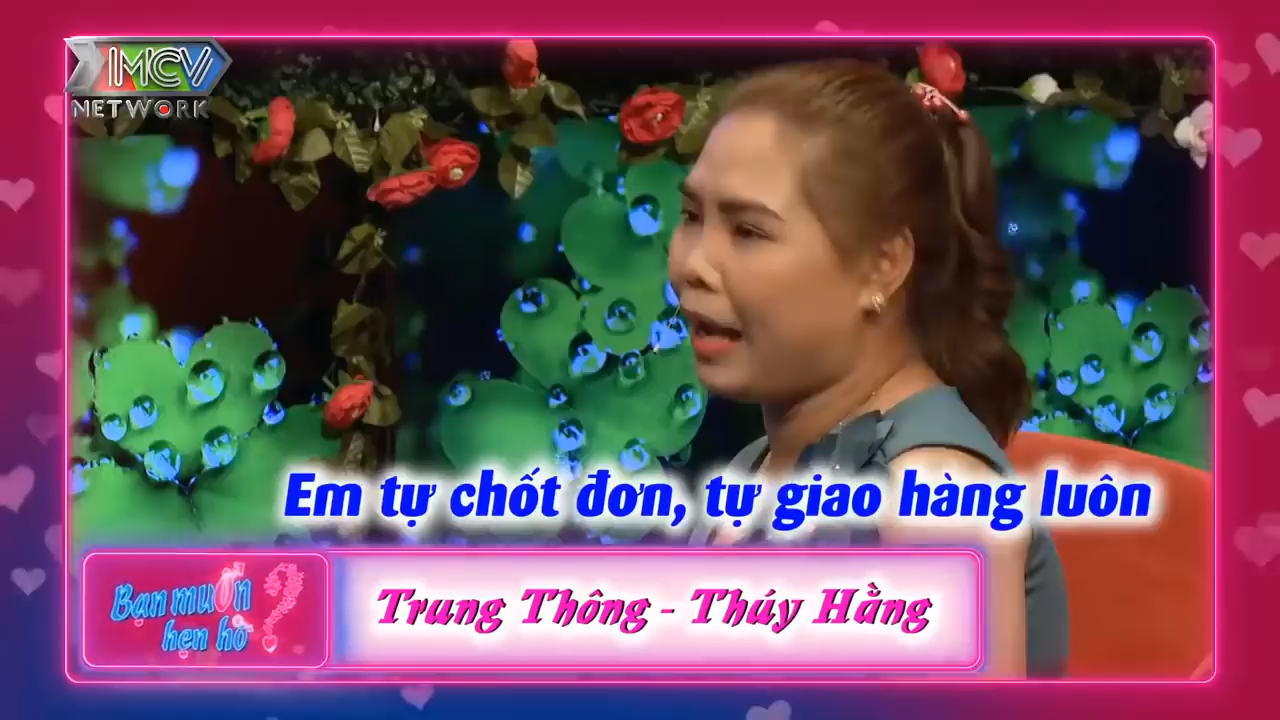 MCV
NETWORK
Em tự chốt đơn, tự giao hàng luôn
Bạn muốn
hẹn hò ?
Trung Thông - Thúy Hằng